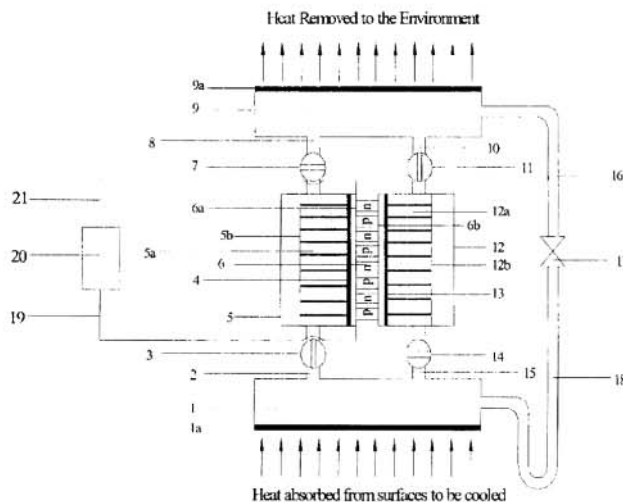 Heat Removed to the Environment
9a
9
8
10
7
11
16
21
6a
n
12a
5b
p
6b
n
20
5a
p
12
6
n
12b
4
p
13
19
n
5
p
3
14
2
15
18
1
1a
Heat absorbed from surfaces to be cooled